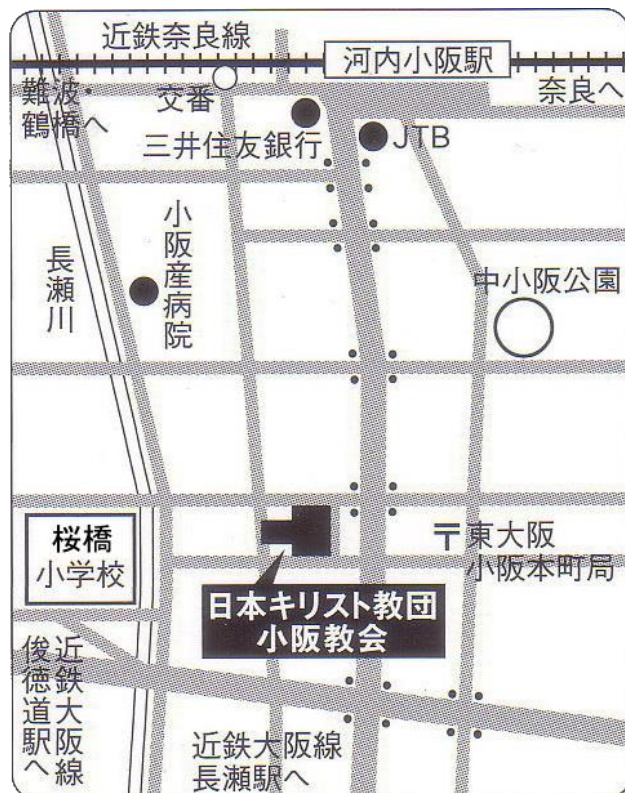 近鉄奈良線
河内小阪駅
難波・
鶴橋へ
交番
奈良へ
三井住友銀行
JTB
小阪産病院
長瀬川
中小阪公園
桜橋
小学校
〒東大阪
小阪本町局
日本キリスト教団
小阪教会
近鉄大阪線
俊徳道駅へ
近鉄大阪線
長瀬駅へ